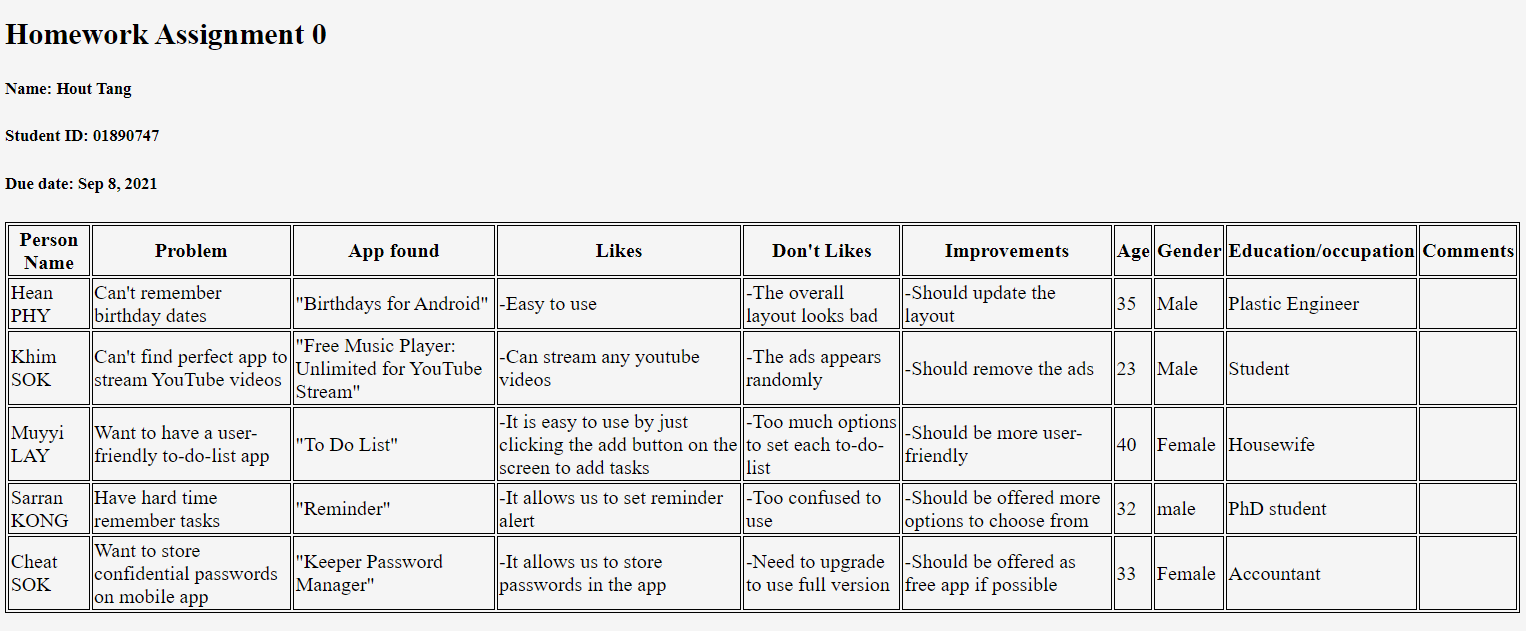 Homework Assignment 0
Name: Hout Tang
Student ID: 01890747
Due date: Sep 8, 2021
Person
Name
Problem
App found
Likes
Don't Likes
Improvements
Age
Gender
Education/occupation
Comments
Hean
PHY
Can't remember
birthday dates
"Birthdays for Android"
-Easy to use
-The overall
layout looks bad
-Should update the
layout
35
Male
Plastic Engineer
Khim
SOK
Can't find perfect app to
stream YouTube videos
"Free Music Player:
Unlimited for YouTube
Stream"
-Can stream any youtube
videos
-The ads appears
randomly
-Should remove the ads
23
Male
Student
Muyyi
LAY
Want to have a user-
friendly to-do-list app
"To Do List"
-It is easy to use by just
clicking the add button on the
screen to add tasks
-Too much options
to set each to-do-
list
-Should be more user-
friendly
40
Female
Housewife
Sarran
KONG
Have hard time
remember tasks
"Reminder"
-It allows us to set reminder
alert
-Too confused to
use
-Should be offered more
options to choose from
32
male
PhD student
Cheat
SOK
Want to store
confidential passwords
on mobile app
"Keeper Password
Manager"
-It allows us to store
passwords in the app
-Need to upgrade
to use full version
-Should be offered as
free app if possible
33
Female
Accountant